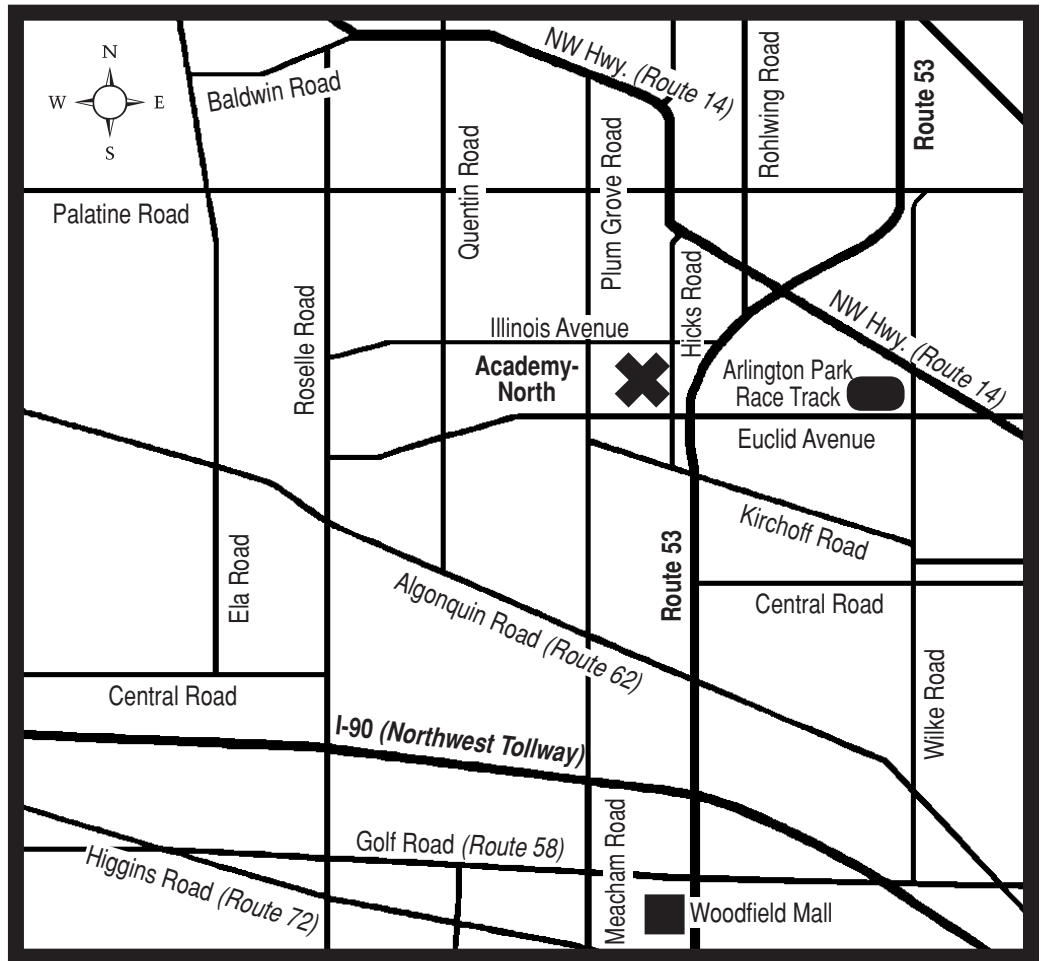 N
W E
S
Baldwin Road
NW Hwy. (Route 14)
Rohlwing Road
Route 53
Quentin Road
Plum Grove Road
Palatine Road
Hicks Road
Roselle Road
Illinois Avenue
NW Hwy. (Route 14)
Academy-
North
Arlington Park
Race Track
Euclid Avenue
Kirchoff Road
Ela Road
Route 53
Algonquin Road (Route 62)
Central Road
Central Road
Wilke Road
I-90 (Northwest Tollway)
Meacham Road
Golf Road (Route 58)
Higgins Road (Route 72)
Woodfield Mall